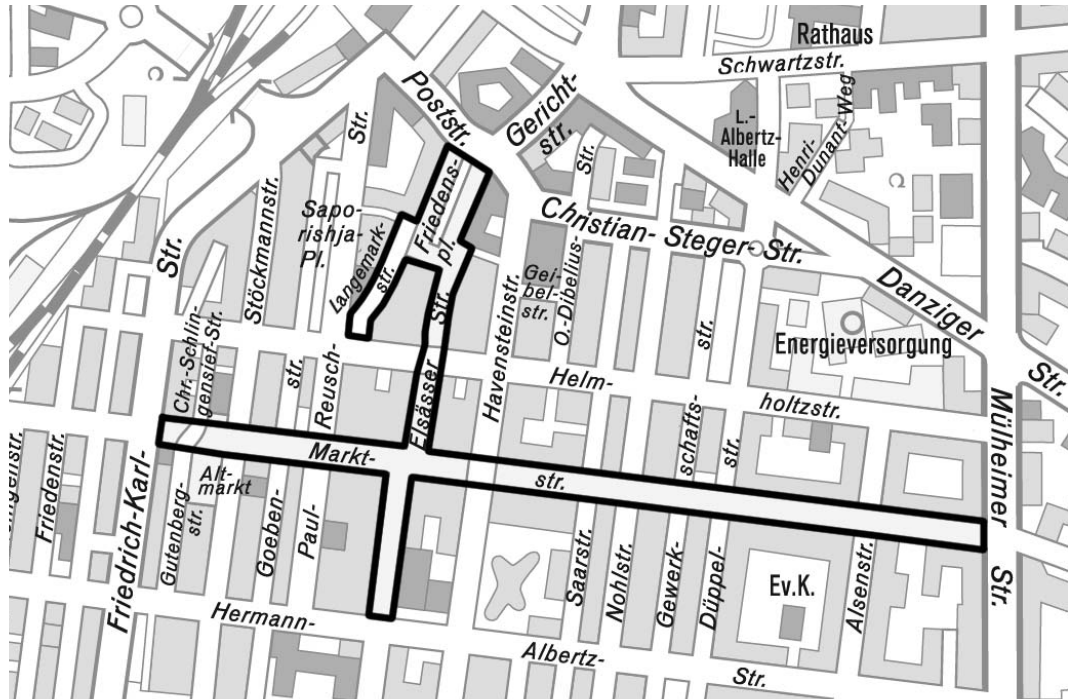 Rathaus
Schwartzstr.
Poststr.
Gericht-
str.
L.-
Albertz-
Halle
Henri-
Dunant-Weg
Str.
Str.
Friedens-
pl.
Sapo-
rishja-
Pl.
Langemark-
str.
Christian- Steger- Str.
Danziger
Str.
Str.
Stöckmannstr.
Gei-
bel-
str.
O.-Dibelius-
Havensteinstr.
Elsässer
Str.
str.
Energieversorgung
Chr.-Schlin-
gensief-Str.
str.
Reusch-
Helm-
holtzstr.
Mülheimer
Str.
schafts-
str.
Markt-
str.
Friedenstr.
Friedrich-Karl-
Alt-
markt
Gutenberg-
str.
Goeben-
Paul-
Saarstr.
Nohlstr.
Gewerk-
Düppel-
Alsenstr.
Ev.K.
Hermann-
Albertz-
Str.